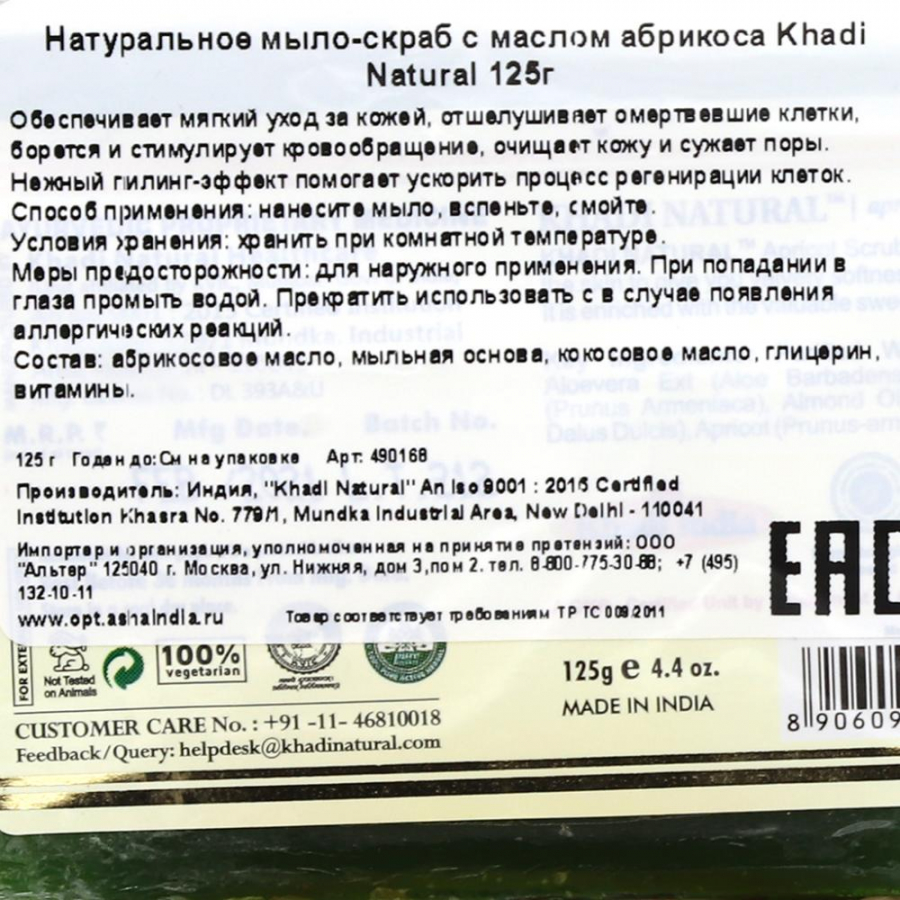 Натуральное мыло-скраб с маслом абрикоса Khadi
Natural 125г
Обеспечивает мягкий уход за кожей, отшелушивает омертвевшие клетки,
борется и стимулирует кровообращение, очищает кожу и сужает поры.
Нежный пилинг-эффект помогает ускорить процесс регенирации клеток.
Способ применения: нанесите мыло, вспеньте, смойте.
Условия хранения: хранить при комнатной температуре.
Меры предосторожности: для наружного применения. При попадении в
глаза промыть водой. Прекратить использовать с в случае появления
аллергических реакций.
Состав: абрикосовое масло, мыльная основа, кокосовое масло, глицерин,
витамины.
125 г Годен до: См на упаковке Арт: 490168
Производитель: Индия, "Khadi Natural" An Iso 9001 : 2015 Certified
Institution Khasra No. 779/1, Mundka Industrial Area, New Delhi - 110041
Импортер и организация, уполномоченная на принятие претензий: ООО
"Альтер" 125040 г. Москва, ул. Нижняя, дом 3, пом 2. тел. 8-800-775-30-88; +7 (495)
132-10-11
www.opt.ashaindia.ru Товар соответствует требованиям ТР ТС 009.2011
EAC
FOR EXTE
Not Tested
on Animals
100%
vegetarian
125g e 4.4 oz.
MADE IN INDIA
8 90609
CUSTOMER CARE No. : +91 -11- 46810018
Feedback/Query: helpdesk@khadinatural.com